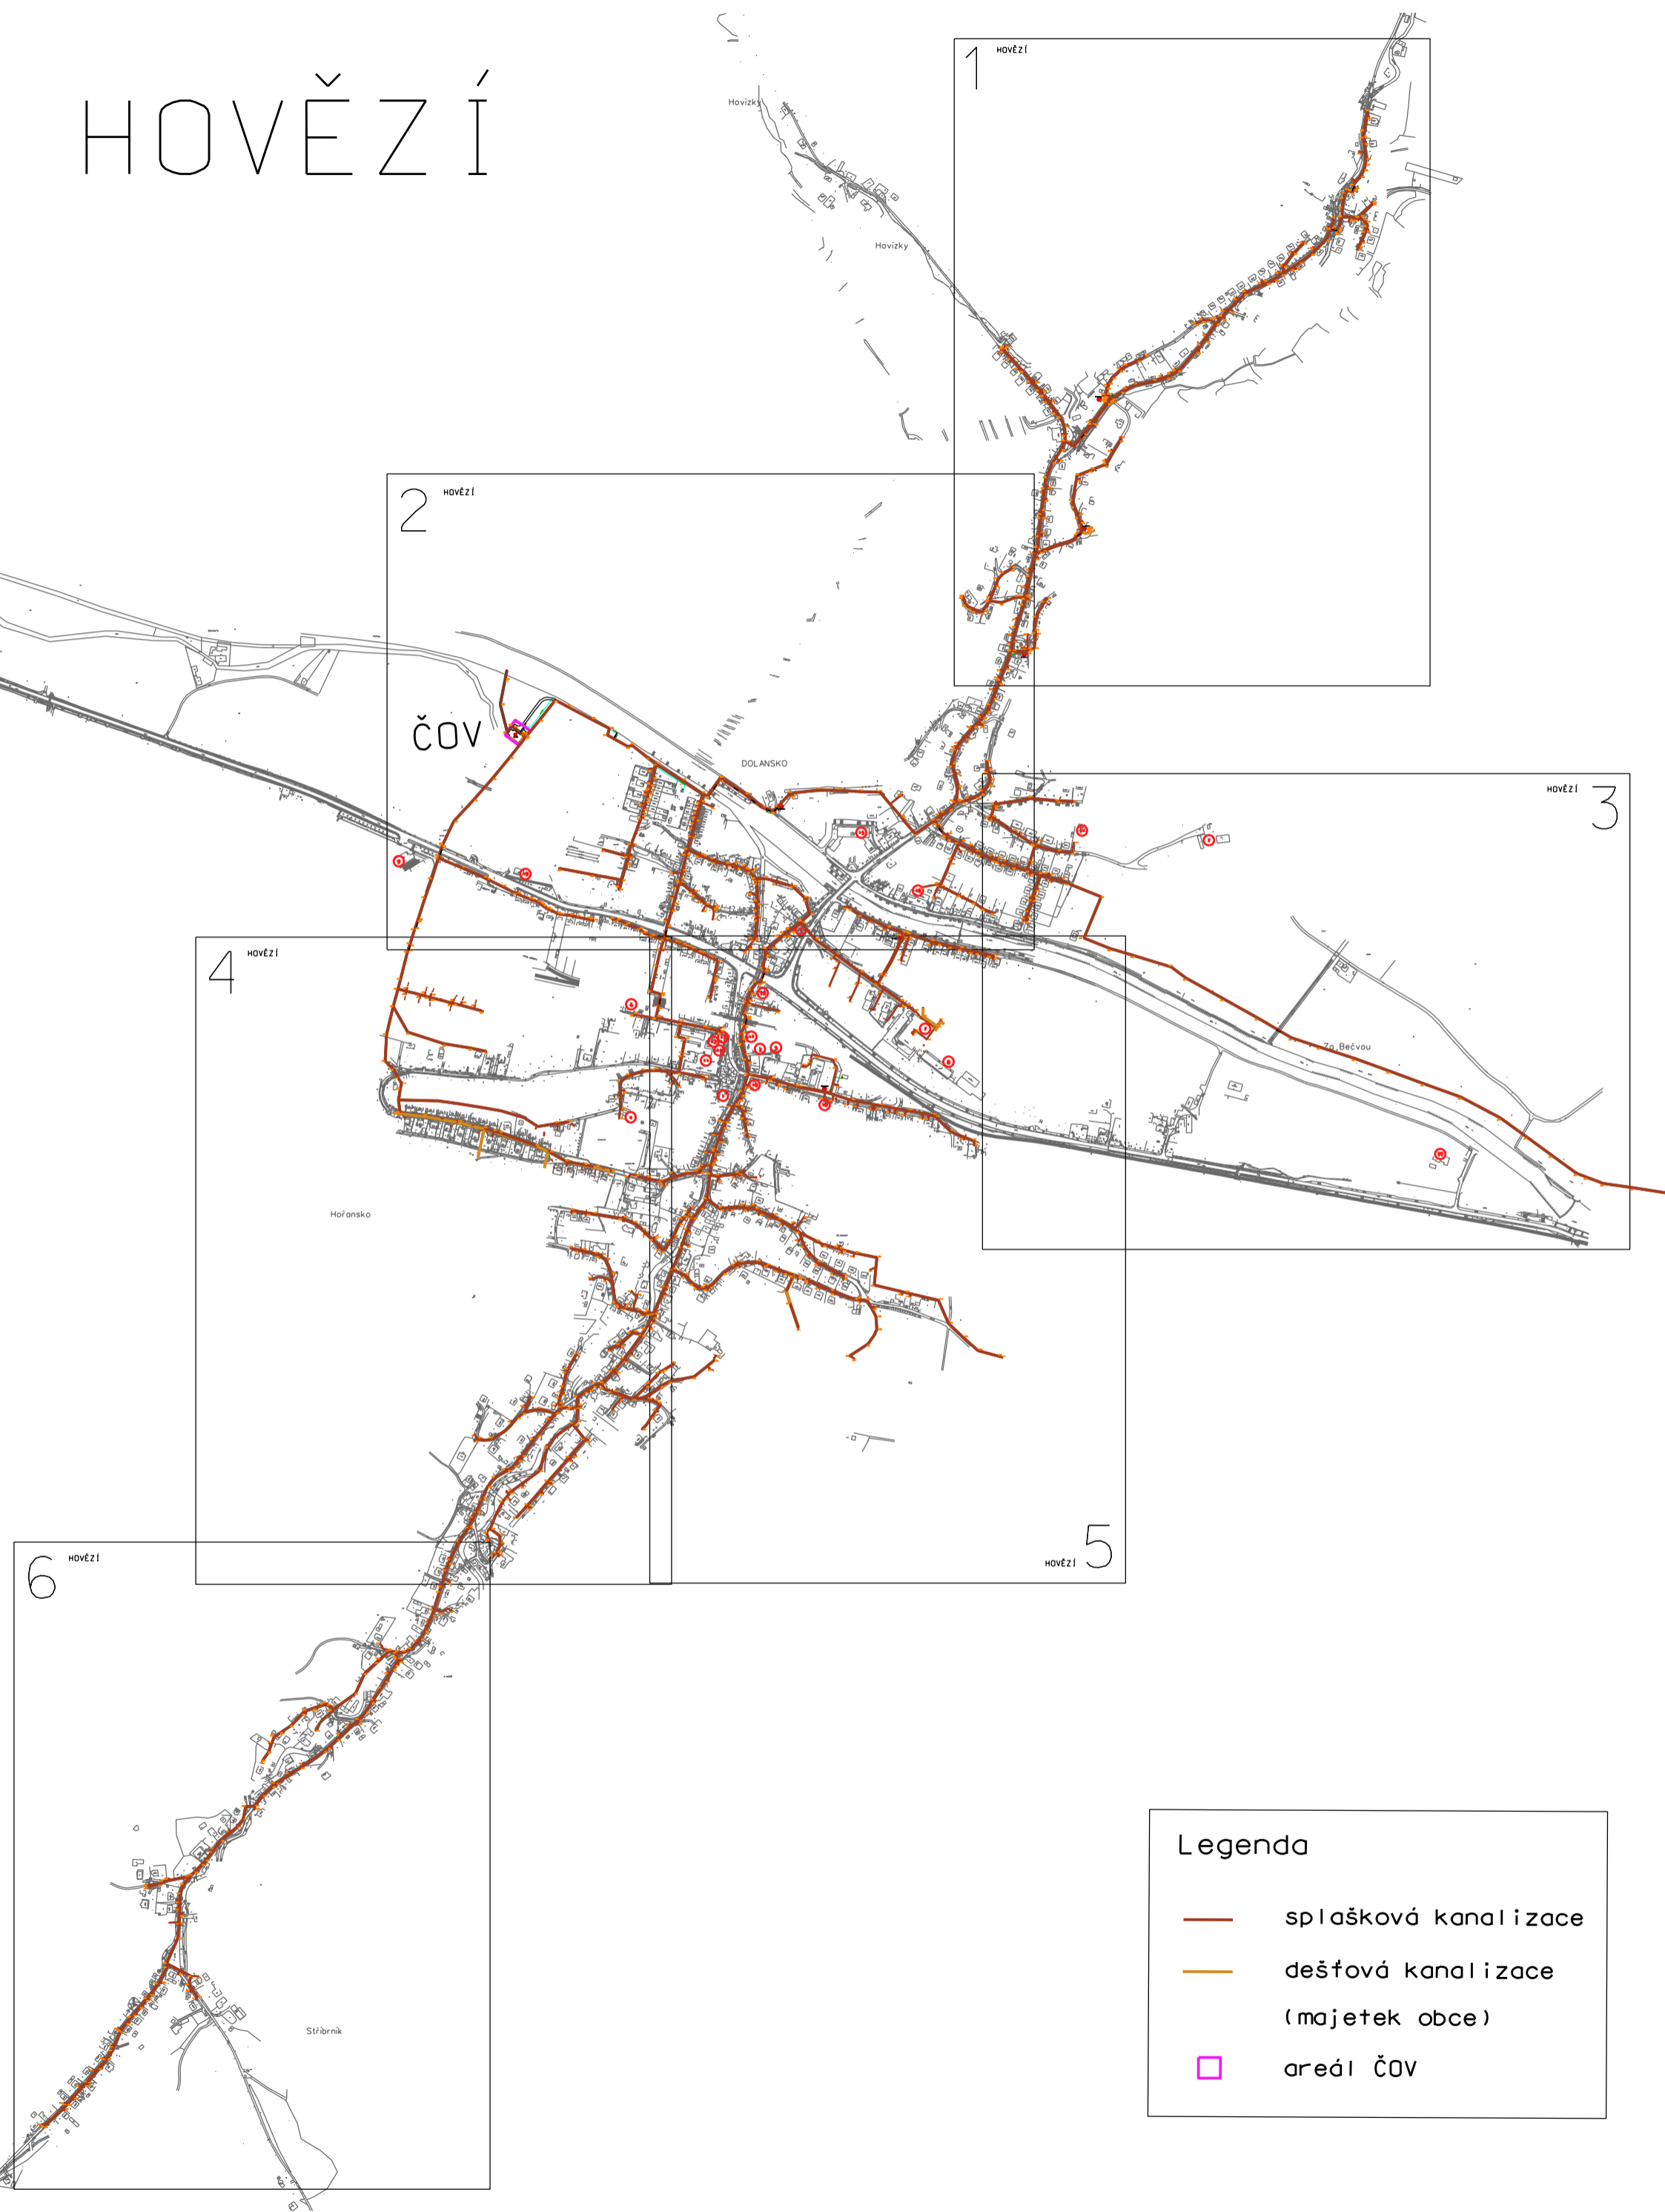 HOVĚZÍ
1 HOVĚZÍ
Hovízky
Hovízky
2 HOVĚZÍ
ČOV
DOLANSKO
HOVĚZÍ 3
4 HOVĚZÍ
Za Bečvou
Hořansko
HOVĚZÍ 5
6 HOVĚZÍ
Stříbrník
Legenda
splašková kanalizace
dešťová kanalizace
(majetek obce)
areál ČOV